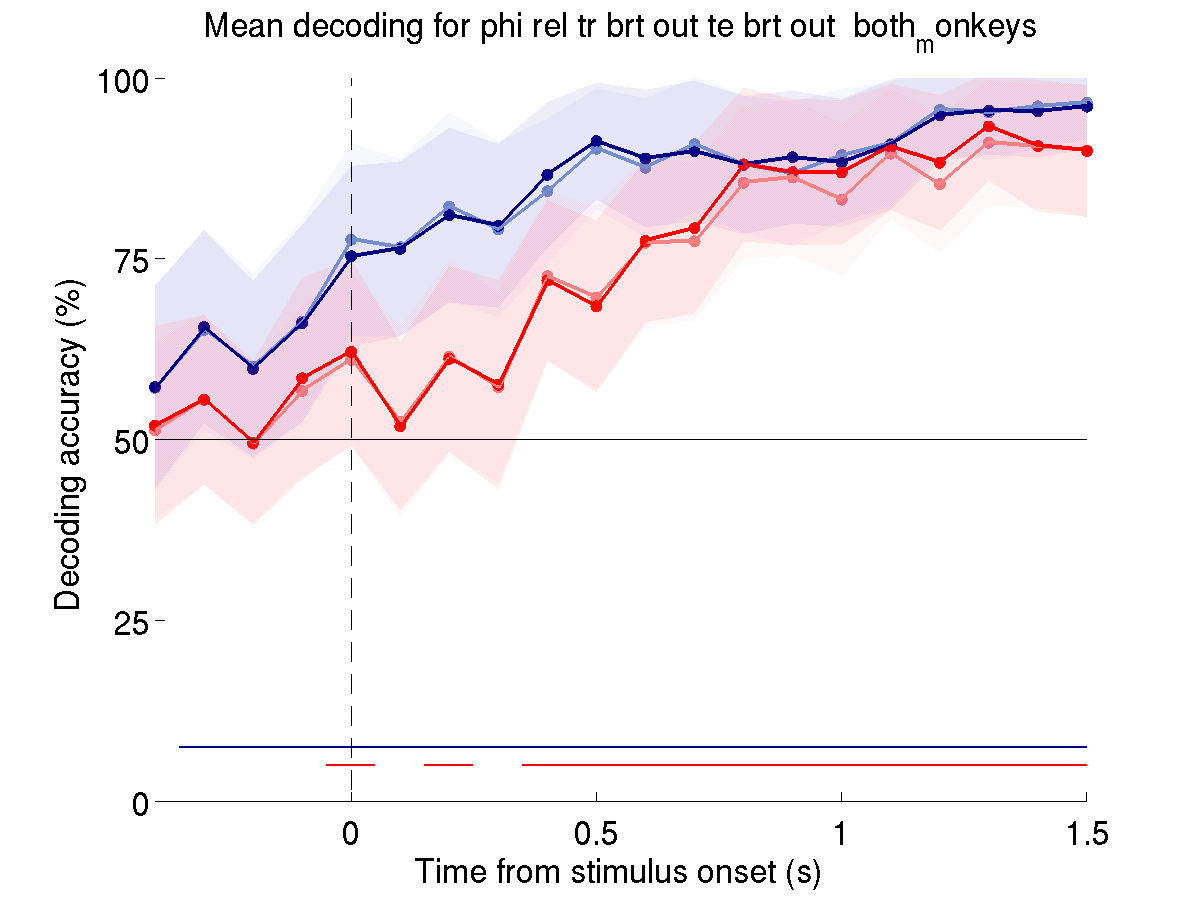 Mean decoding for phi rel tr brt out te brt out both_monkeys
100
75
50
25
0
Decoding accuracy (%)
0 0.5 1 1.5
Time from stimulus onset (s)